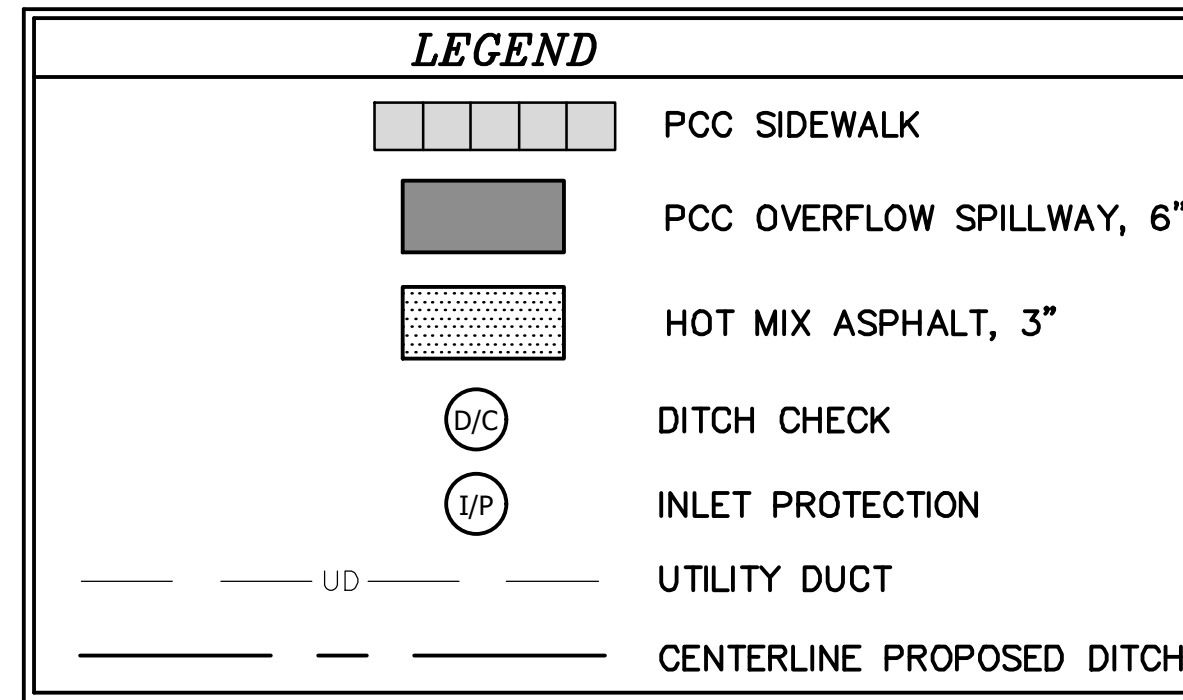 LEGEND
PCC SIDEWALK
PCC OVERFLOW SPILLWAY, 6"
HOT MIX ASPHALT, 3"
D/C DITCH CHECK
I/P INLET PROTECTION
UD UTILITY DUCT
CENTERLINE PROPOSED DITCH